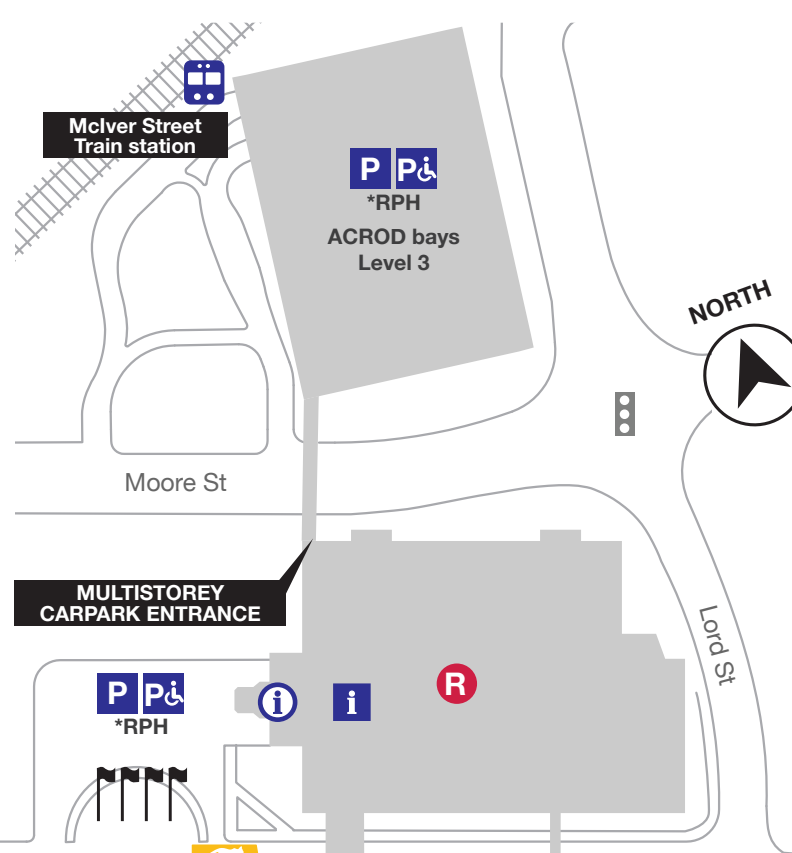 McIver Street
Train station
P P
*RPH
ACROD bays
Level 3
NORTH
Moore St
MULTISTOREY
CARPARK ENTRANCE
Lord St
R
i i
P P
*RPH